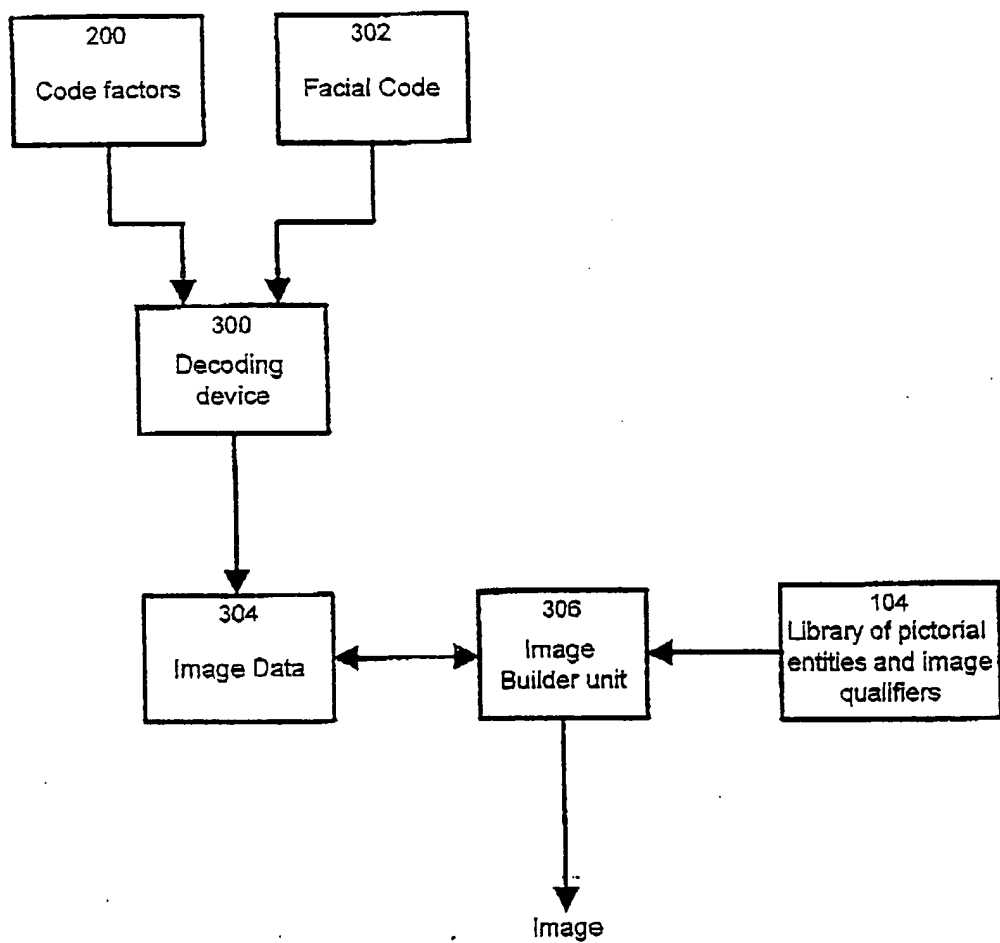 200
Code factors
302
Facial Code
300
Decoding
device
304
Image Data
306
Image
Builder unit
104
Library of pictorial
entities and image
qualifiers
Image